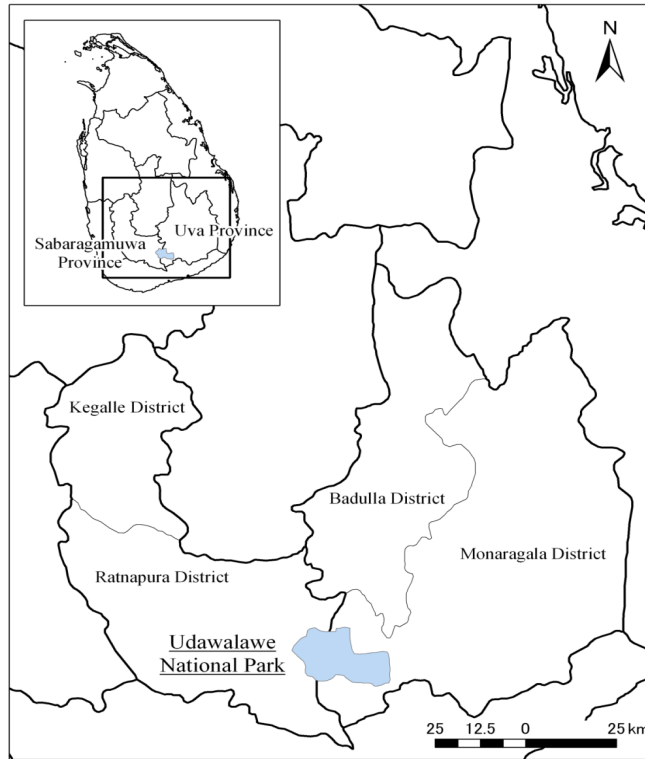 N
Uva Province
Sabaragamuwa
Province
Kegalle District
Badulla District
Monaragala District
Ratnapura District
Udawalawe
National Park
25 12.5 0 25 km